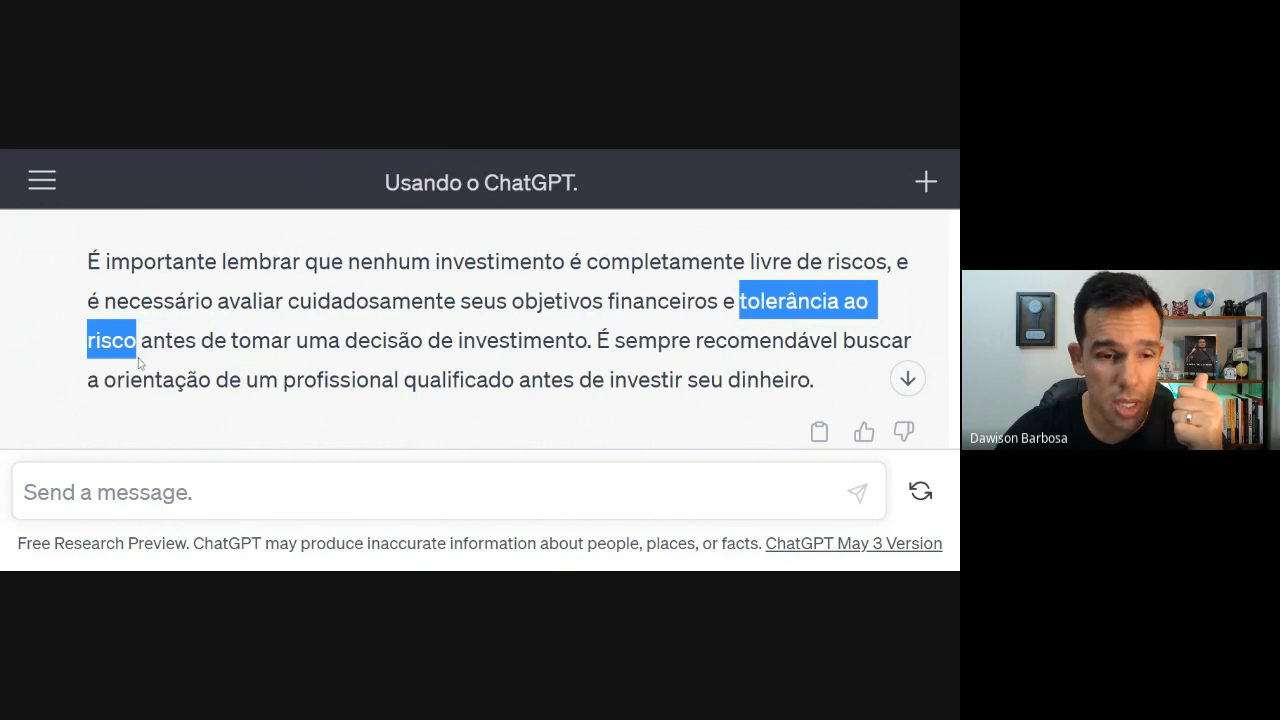 Usando o ChatGPT.
É importante lembrar que nenhum investimento é completamente livre de riscos, e
é necessário avaliar cuidadosamente seus objetivos financeiros e tolerância ao
risco antes de tomar uma decisão de investimento. É sempre recomendável buscar
a orientação de um profissional qualificado antes de investir seu dinheiro.
Send a message.
Free Research Preview. ChatGPT may produce inaccurate information about people, places, or facts. ChatGPT May 3 Version
Dawison Barbosa